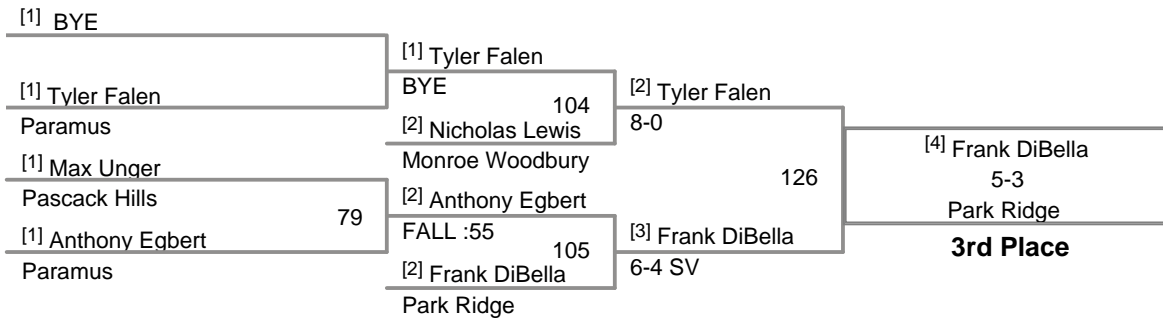 [1] BYE
[1] Tyler Falen
Paramus
[1] Max Unger
Pascack Hills
79
[1] Anthony Egbert
Paramus
[1] Tyler Falen
BYE
104
[2] Nicholas Lewis
Monroe Woodbury
[2] Anthony Egbert
FALL :55
105
[2] Frank DiBella
Park Ridge
[2] Tyler Falen
8-0
126
[3] Frank DiBella
6-4 SV
[4] Frank DiBella
5-3
Park Ridge
3rd Place